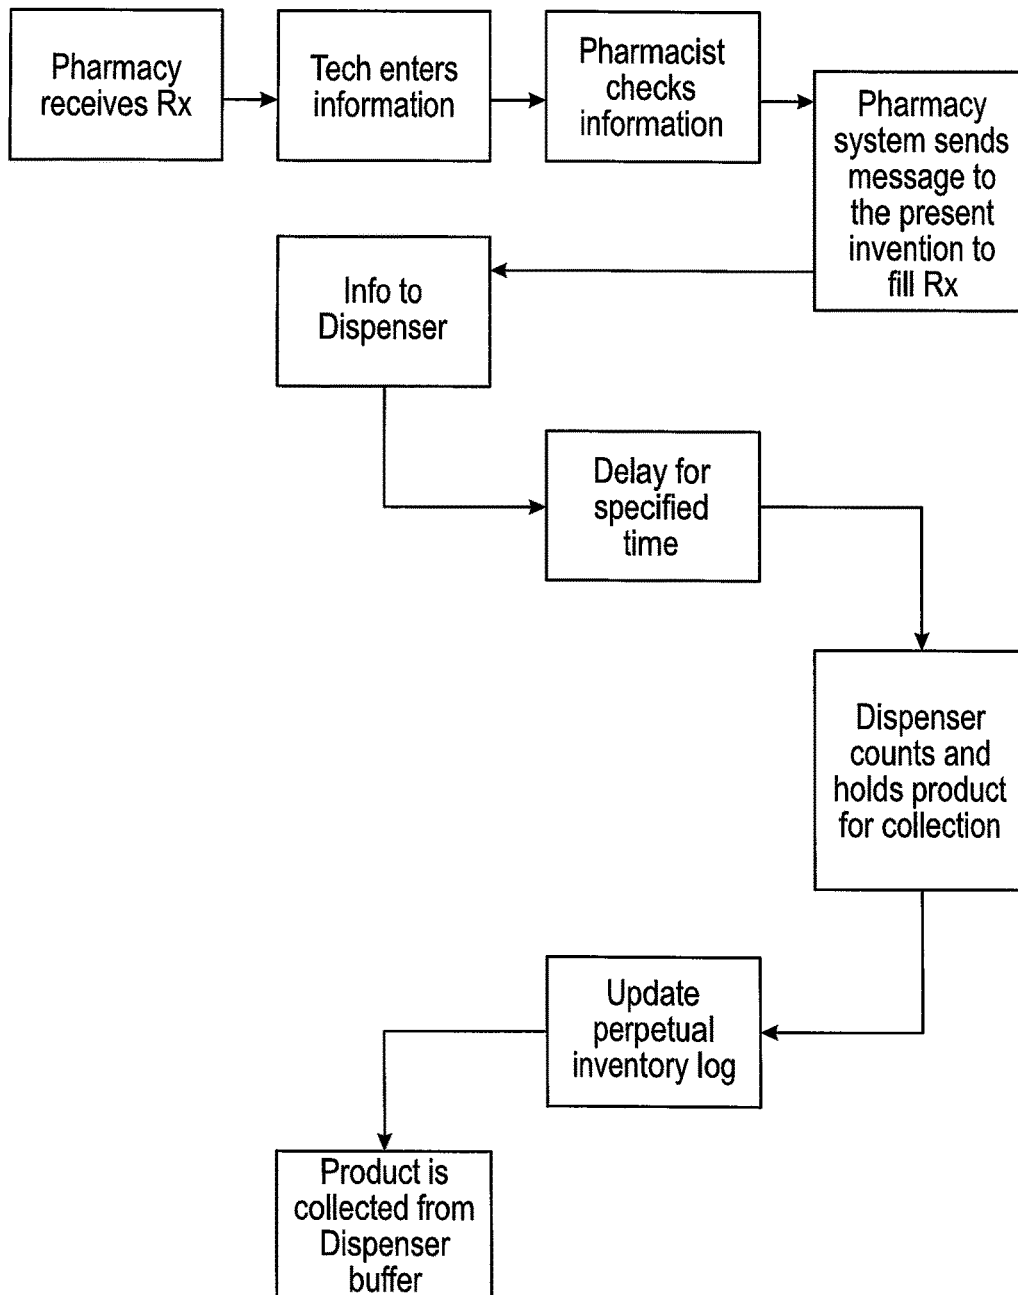 Pharmacy
receives Rx
Tech enters
information
Pharmacist
checks
information
Pharmacy
system sends
message to
the present
invention to
fill Rx
Info to
Dispenser
Delay for
specified
time
Dispenser
counts and
holds product
for collection
Update
perpetual
inventory log
Product is
collected from
Dispenser
buffer